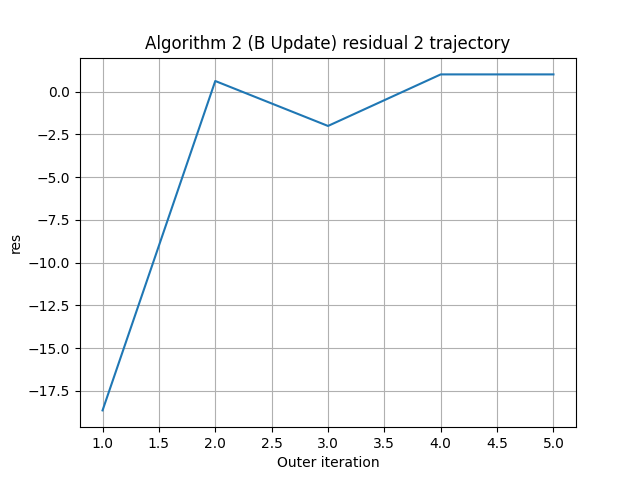 Algorithm 2 (B Update) residual 2 trajectory
res
0.0
−2.5
−5.0
−7.5
−10.0
−12.5
−15.0
−17.5
1.0 1.5 2.0 2.5 3.0 3.5 4.0 4.5 5.0
Outer iteration